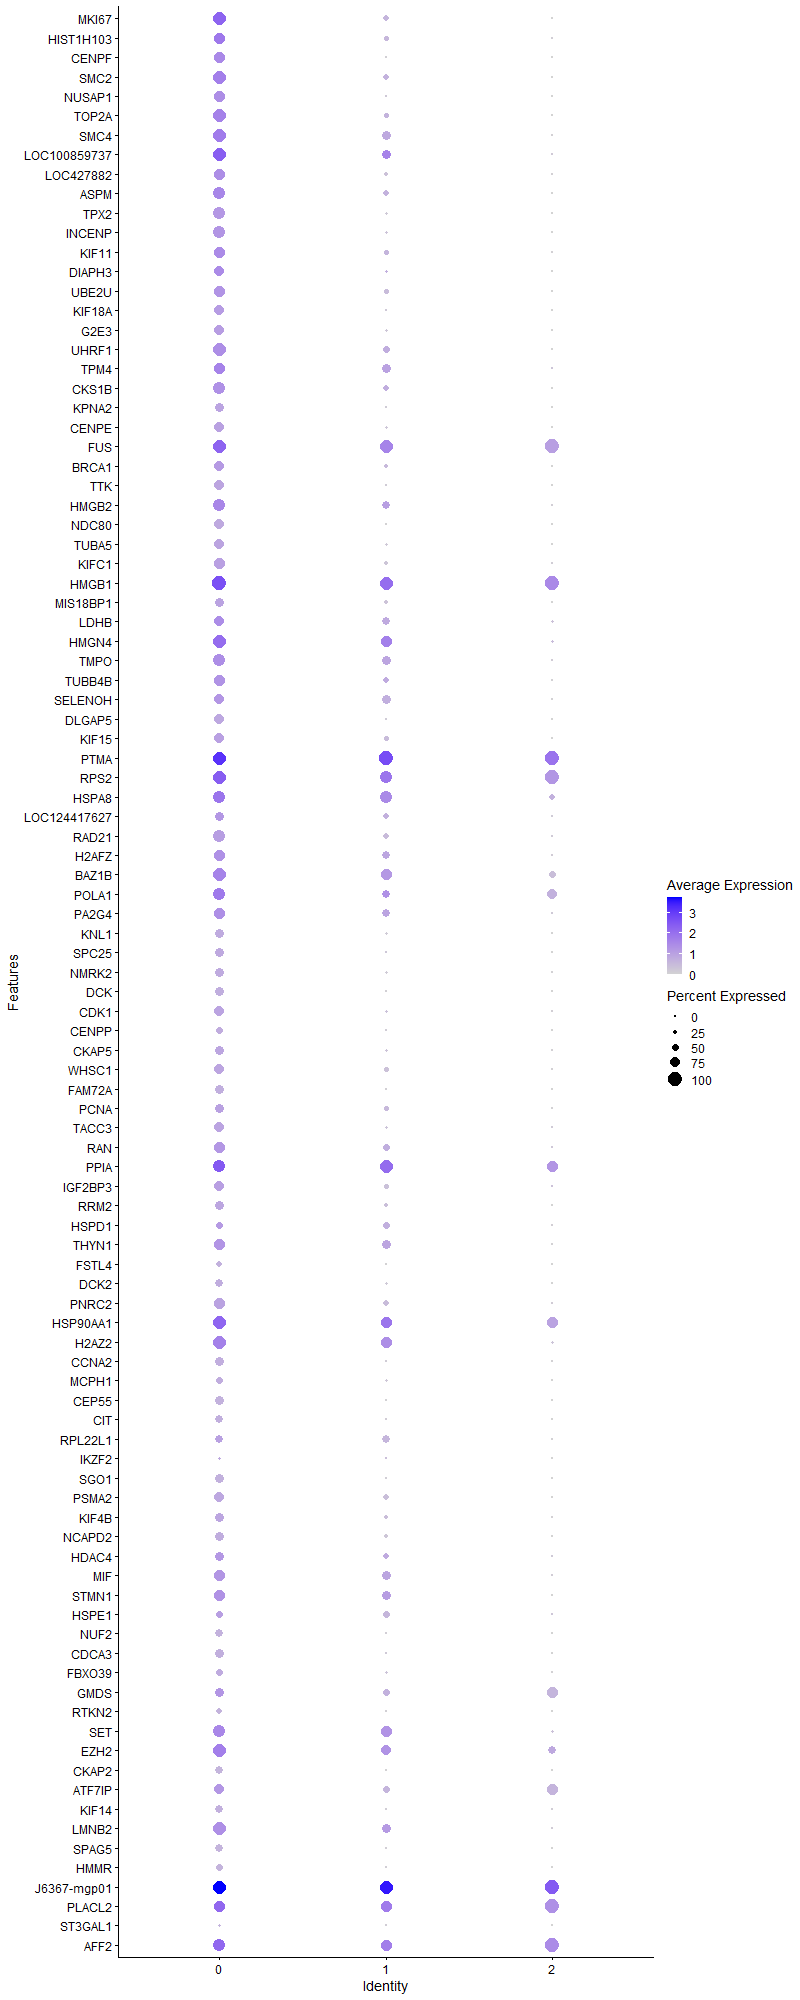 MKI67
HIST1H103
CENPF
SMC2
NUSAP1
TOP2A
SMC4
LOC100859737
LOC427882
ASPM
TPX2
INCENP
KIF11
DIAPH3
UBE2U
KIF18A
G2E3
UHRF1
TPM4
CKS1B
KPNA2
CENPE
FUS
BRCA1
TTK
HMGB2
NDC80
TUBA5
KIFC1
HMGB1
MIS18BP1
LDHB
HMGN4
TMPO
TUBB4B
SELENOH
DLGAP5
KIF15
PTMA
RPS2
HSPA8
LOC124417627
RAD21
H2AFZ
BAZ1B
POLA1
PA2G4
KNL1
SPC25
NMRK2
DCK
CDK1
CENPP
CKAP5
WHSC1
FAM72A
PCNA
TACC3
RAN
PPIA
IGF2BP3
RRM2
HSPD1
THYN1
FSTL4
DCK2
PNRC2
HSP90AA1
H2AZ2
CCNA2
MCPH1
CEP55
CIT
RPL22L1
IKZF2
SGO1
PSMA2
KIF4B
NCAPD2
HDAC4
MIF
STMN1
HSPE1
NUF2
CDCA3
FBXO39
GMDS
RTKN2
SET
EZH2
CKAP2
ATF7IP
KIF14
LMNB2
SPAG5
HMMR
J6367-mgp01
PLACL2
ST3GAL1
AFF2
Features
0 1 2
Identity
Average Expression
3
2
1
0
Percent Expressed
0
25
50
75
100